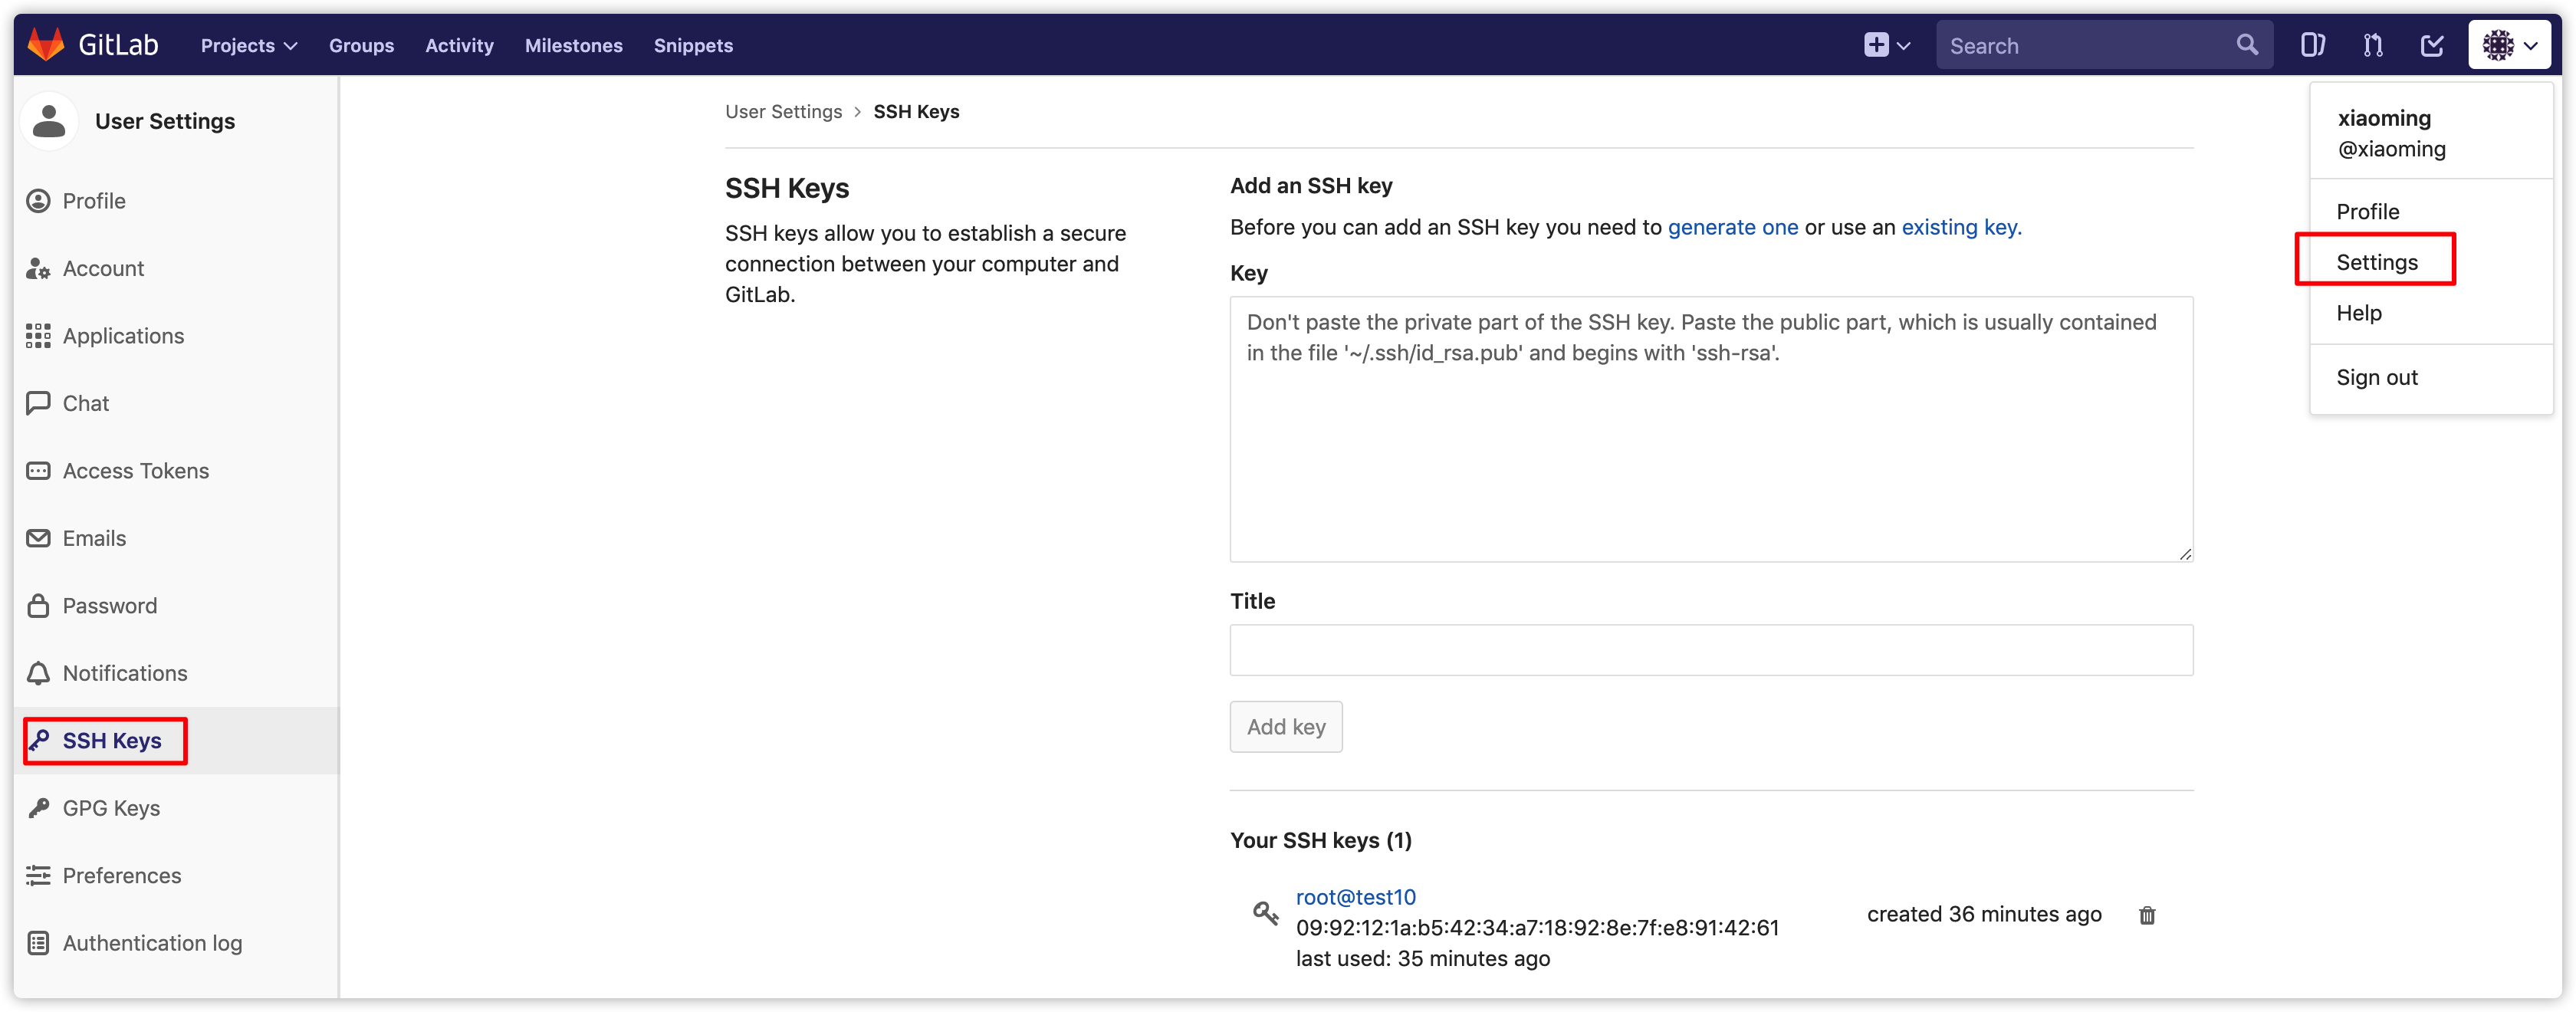 GitLab Projects Groups Activity Milestones Snippets Search
User Settings
Profile
Account
Applications
Chat
Access Tokens
Emails
Password
Notifications
SSH Keys
GPG Keys
Preferences
Authentication log
User Settings > SSH Keys
SSH Keys
SSH keys allow you to establish a secure
connection between your computer and
GitLab.
Add an SSH key
Before you can add an SSH key you need to generate one or use an existing key.
Key
Don't paste the private part of the SSH key. Paste the public part, which is usually contained
in the file '~/.ssh/id_rsa.pub' and begins with 'ssh-rsa'.
Title
Add key
Your SSH keys (1)
root@test10
09:92:12:1a:b5:42:34:a7:18:92:8e:7f:e8:91:42:61
last used: 35 minutes ago
created 36 minutes ago
xiaoming
@xiaoming
Profile
Settings
Help
Sign out